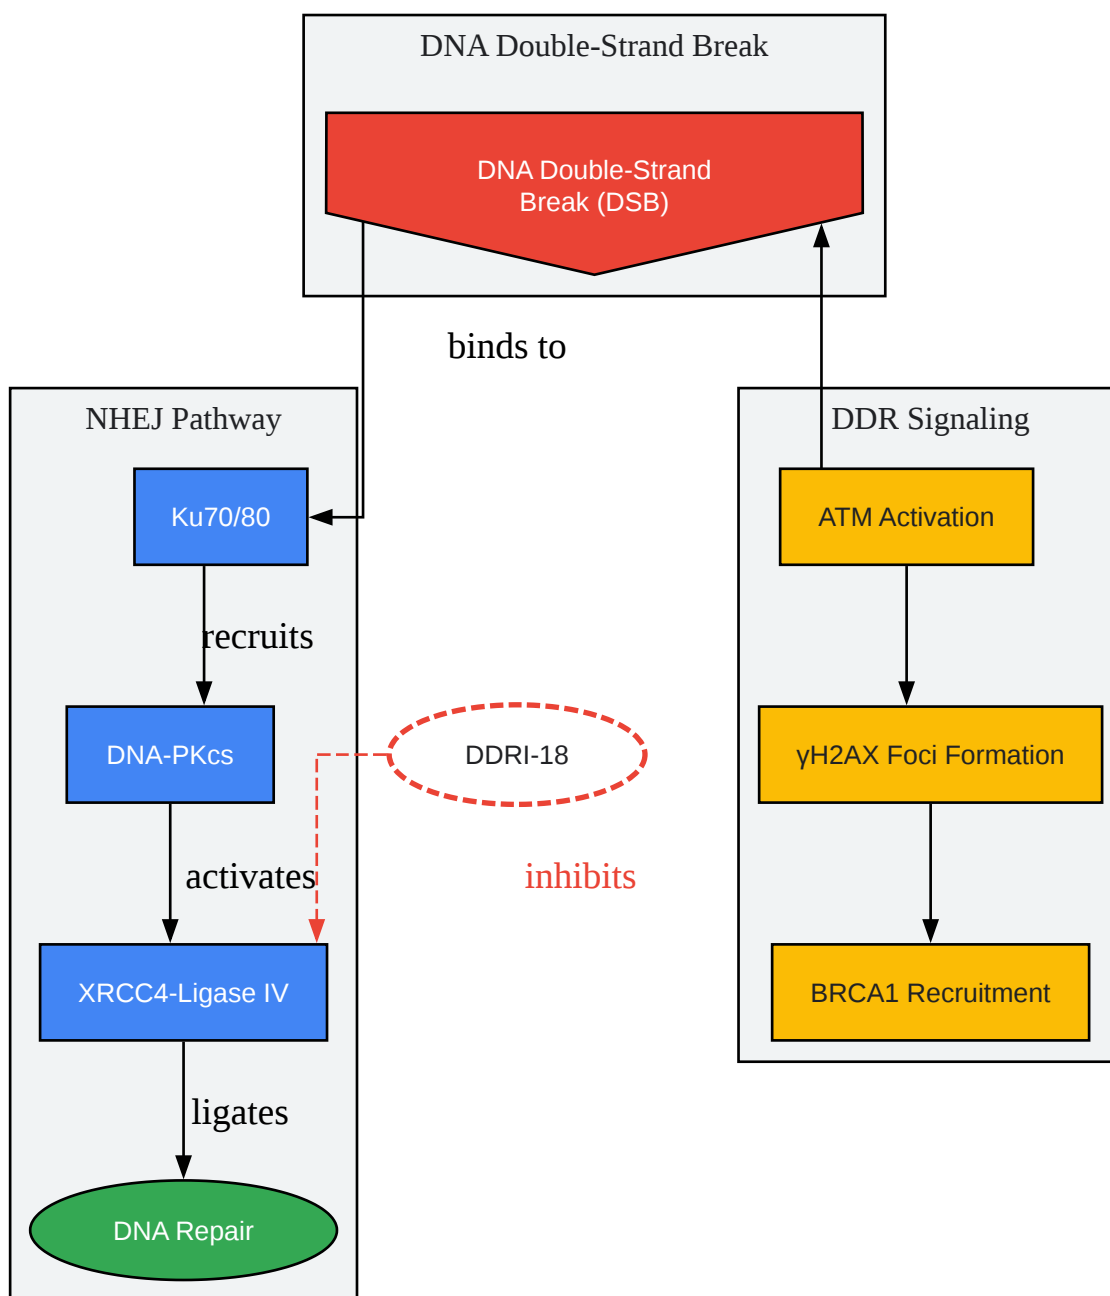 DNA Double-Strand Break
DNA Double-Strand
Break (DSB)
binds to
NHEJ Pathway
Ku70/80
recruits
DNA-PKcs
activates
XRCC4-Ligase IV
ligates
DNA Repair
DDRI-18
inhibits
DDR Signaling
ATM Activation
γH2AX Foci Formation
BRCA1 Recruitment